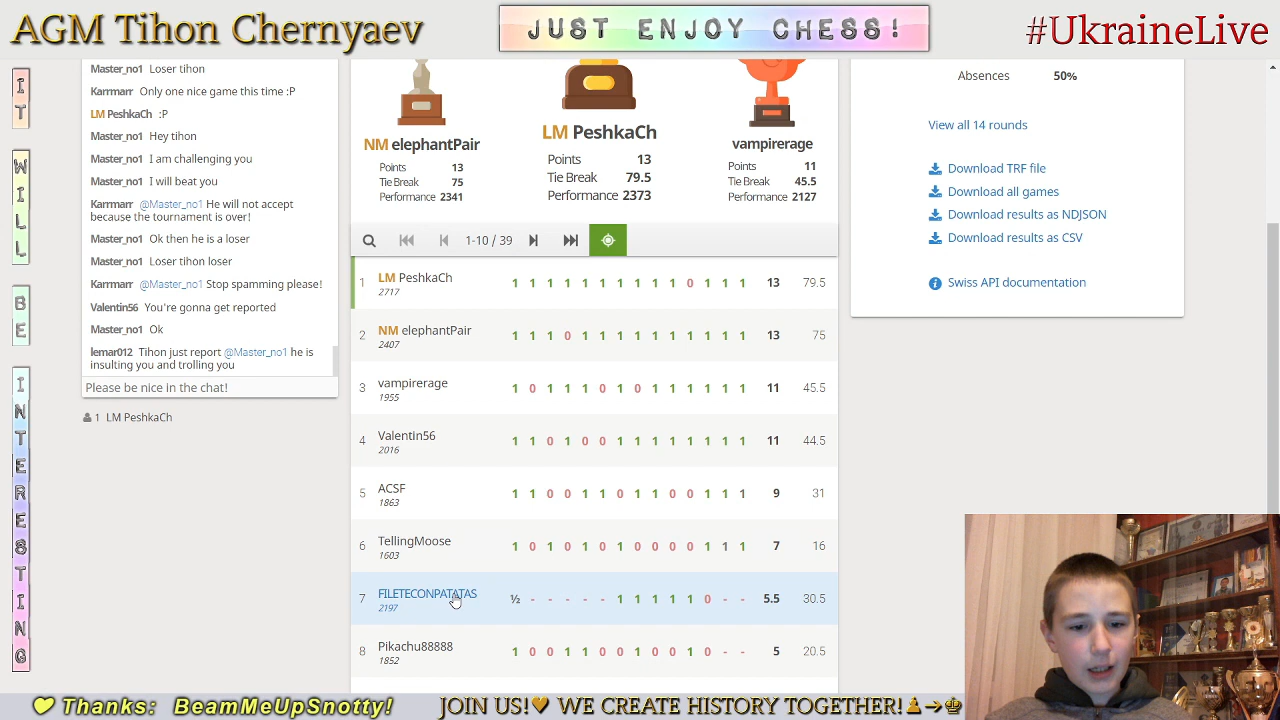 AGM Tihon Chernyaev
JUST ENJOY CHESS!
#UkraineLive
IT WILL BE INTERESTING
Master_no1 Loser tihon
Karrmarr Only one nice game this time :P
LM PeshkaCh :P
Master_no1 Hey tihon
Master_no1 I am challenging you
Master_no1 I will beat you
Karrmarr @Master_no1 He will not accept
because the tournament is over!
Master_no1 Ok then he is a loser
Master_no1 Loser tihon loser
Karrmarr @Master_no1 Stop spamming please!
Valentin56 You're gonna get reported
Master_no1 Ok
lemar012 Tihon just report @Master_no1 he is
insulting you and trolling you
Please be nice in the chat!
1 LM PeshkaCh
NM elephantPair
Points 13
Tie Break 75
Performance 2341
LM PeshkaCh
Points 13
Tie Break 79.5
Performance 2373
vampirerage
Points 11
Tie Break 45.5
Performance 2127
1-10 / 39
1 LM PeshkaCh 1 1 1 1 1 1 1 1 1 1 0 1 1 1 13 79.5
2717
2 NM elephantPair 1 1 1 0 1 1 1 1 1 1 1 1 1 1 13 75
2407
3 vampirerage 1 0 1 1 1 0 1 0 1 1 1 1 1 1 11 45.5
1955
4 Valentin56 1 1 0 1 0 0 1 1 1 1 1 1 1 1 11 44.5
2016
5 ACSF 1 1 0 0 1 1 0 1 1 0 0 1 1 1 9 31
1863
6 TellingMoose 1 0 1 0 1 0 1 0 0 0 0 1 1 1 7 16
1603
7 FILETECONPATATAS ½ - - - - - 1 1 1 1 1 0 - - 5.5 30.5
2197
8 Pikachu88888 1 0 0 1 1 0 0 1 0 0 1 0 - - 5 20.5
1852
Absences 50%
View all 14 rounds
Download TRF file
Download all games
Download results as NDJSON
Download results as CSV
Swiss API documentation
Thanks: BeamMeUpSnotty!
JOIN US! WE CREATE HISTORY TOGETHER!